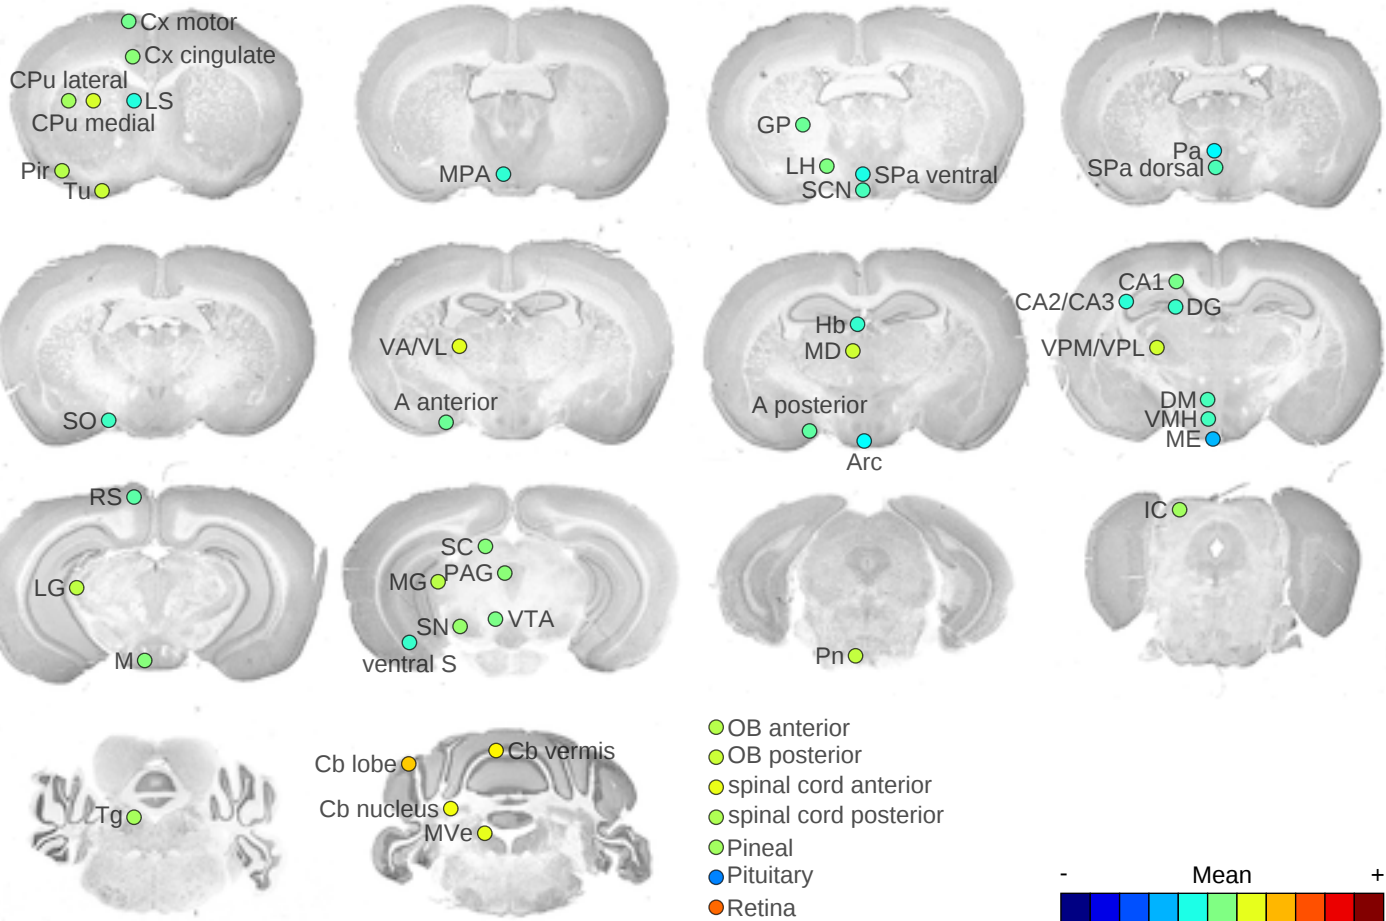 Cx motor
Cx cingulate
CPu lateral
LS
CPu medial
Pir
Tu
MPA
GP
LH
SPa ventral
SCN
Pa
SPa dorsal
SO
VA/VL
A anterior
Hb
MD
A posterior
Arc
CA1
CA2/CA3
DG
VPM/VPL
DM
VMH
ME
RS
LG
M
SC
PAG
MG
VTA
SN
ventral S
Pn
IC
Tg
Cb vermis
Cb lobe
Cb nucleus
MVe
OB anterior
OB posterior
spinal cord anterior
spinal cord posterior
Pineal
Pituitary
Retina
- Mean +